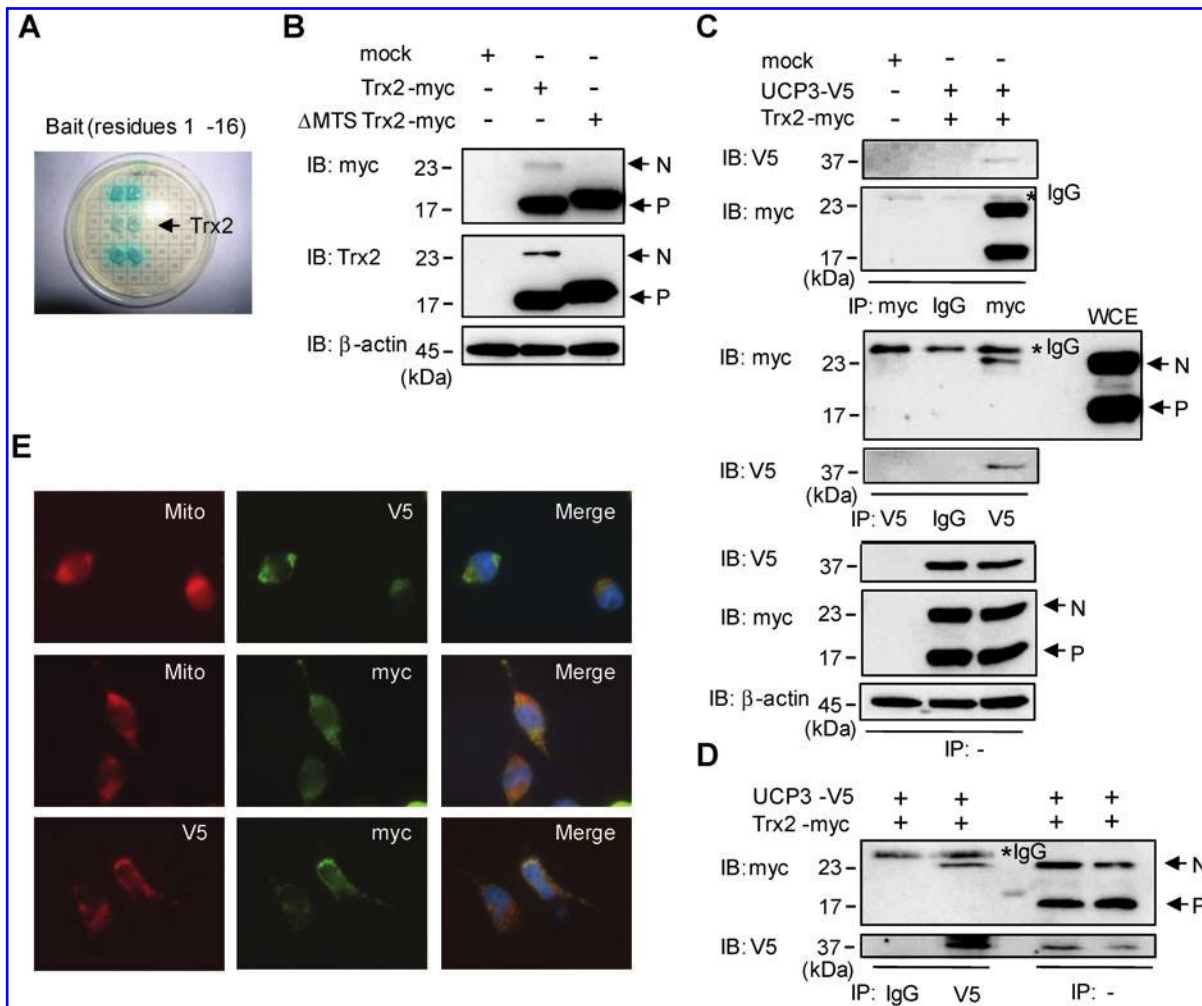 A
Bait (residues 1 -16)
Trx2
B
mock + - -
Trx2-myc - + -
ΔMTS Trx2-myc - - +
IB: myc 23 N
17 P
IB: Trx2 23 N
17 P
IB: β-actin 45
(kDa)
C
mock + - -
UCP3-V5 - + +
Trx2-myc - + +
IB: V5 37
IB: myc 23 * IgG
17
(kDa)
IP: myc IgG myc
WCE
IB: myc 23 * IgG N
17 P
IB: V5 37
(kDa)
IP: V5 IgG V5
IB: V5 37
IB: myc 23 N
17 P
IB: β-actin 45
(kDa)
IP: -
D
UCP3 -V5 + + + +
Trx2 -myc + + + +
IB:myc 23 *IgG N
17 P
IB: V5 37
(kDa)
IP: IgG V5 IP: -
E
Mito V5 Merge
Mito myc Merge
V5 myc Merge